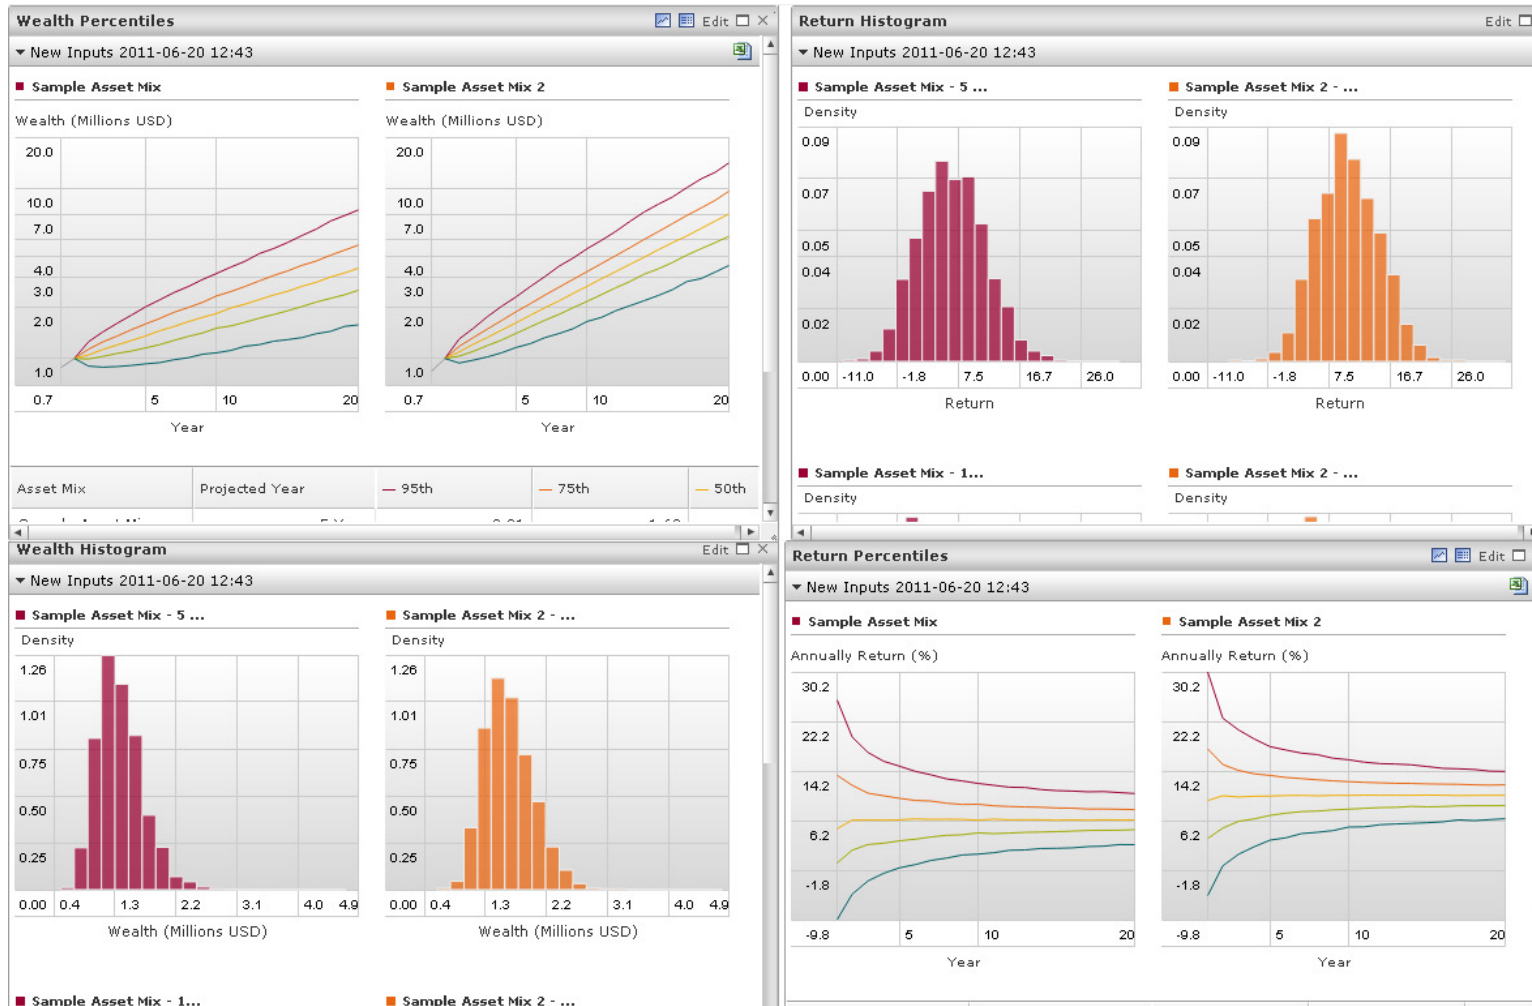 Wealth Percentiles
Edit
New Inputs 2011-06-20 12:43
Sample Asset Mix
Sample Asset Mix 2
Wealth (Millions USD)
Wealth (Millions USD)
20.0
10.0
7.0
4.0
3.0
2.0
1.0
0.7
5
10
20
Year
20.0
10.0
7.0
4.0
3.0
2.0
1.0
0.7
5
10
20
Year
Asset Mix
Projected Year
95th
75th
50th
Return Histogram
Edit
New Inputs 2011-06-20 12:43
Sample Asset Mix - 5 ...
Sample Asset Mix 2 - ...
Density
Density
0.09
0.07
0.05
0.04
0.02
0.00 -11.0 -1.8 7.5 16.7 26.0
Return
0.09
0.07
0.05
0.04
0.02
0.00 -11.0 -1.8 7.5 16.7 26.0
Return
Sample Asset Mix - 1...
Sample Asset Mix 2 - ...
Density
Density
Wealth Histogram
Edit
New Inputs 2011-06-20 12:43
Sample Asset Mix - 5 ...
Sample Asset Mix 2 - ...
Density
Density
1.26
1.01
0.75
0.50
0.25
0.00 0.4 1.3 2.2 3.1 4.0 4.9
Wealth (Millions USD)
1.26
1.01
0.75
0.50
0.25
0.00 0.4 1.3 2.2 3.1 4.0 4.9
Wealth (Millions USD)
Sample Asset Mix - 1...
Sample Asset Mix 2 - ...
Return Percentiles
Edit
New Inputs 2011-06-20 12:43
Sample Asset Mix
Sample Asset Mix 2
Annually Return (%)
Annually Return (%)
30.2
22.2
14.2
6.2
-1.8
-9.8
5
10
20
Year
30.2
22.2
14.2
6.2
-1.8
-9.8
5
10
20
Year